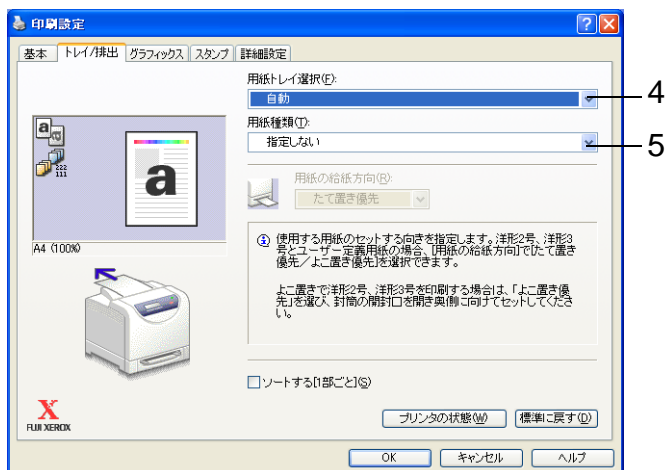 印刷設定
基本 トレイ/排出 グラフィックス スタンプ 詳細設定
用紙トレイ選択(F):
自動
4
用紙種類(T):
指定しない
5
a
a
222
111
a
用紙の給紙方向(R):
たて置き優先
A4 (100%)
使用する用紙のセットする向きを指定します。洋形2号、洋形3
号とユーザー定義用紙の場合、[用紙の給紙方向]で[たて置き
優先/よこ置き優先]を選択できます。
よこ置きで洋形2号、洋形3号を印刷する場合は、「よこ置き優
先」を選び、封筒の開封口を開き奥側に向けてセットしてくださ
い。
ソートする[1部ごと](S)
X
FUJI XEROX
プリンタの状態(W) 標準に戻す(D)
OK キャンセル ヘルプ